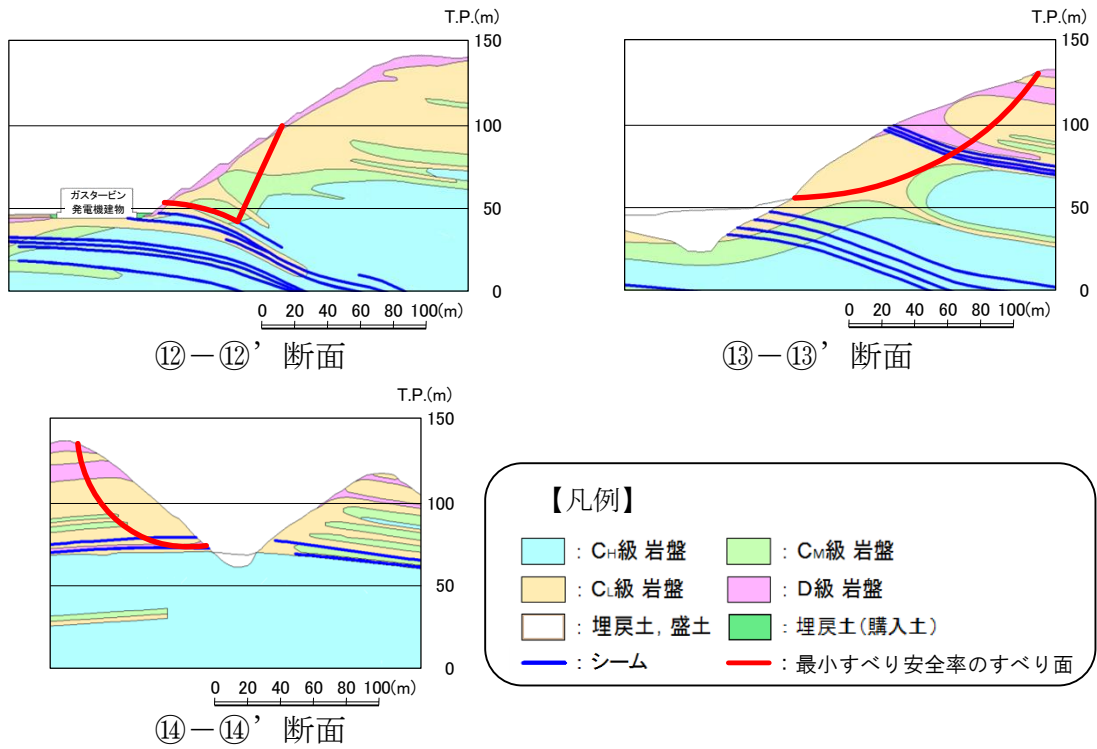 T.P.(m)
150
100
50
0
ガスタービン
発電機建物
0 20 40 60 80 100(m)
⑫-⑫’ 断面
T.P.(m)
150
100
50
0
0 20 40 60 80 100(m)
⑬-⑬’ 断面
T.P.(m)
150
100
50
0
0 20 40 60 80 100(m)
⑭-⑭’ 断面
【凡例】
：CH級 岩盤 ：CM級 岩盤
：CL級 岩盤 ：D級 岩盤
：埋戻土, 盛土 ：埋戻土(購入土)
：シーム ：最小すべり安全率のすべり面